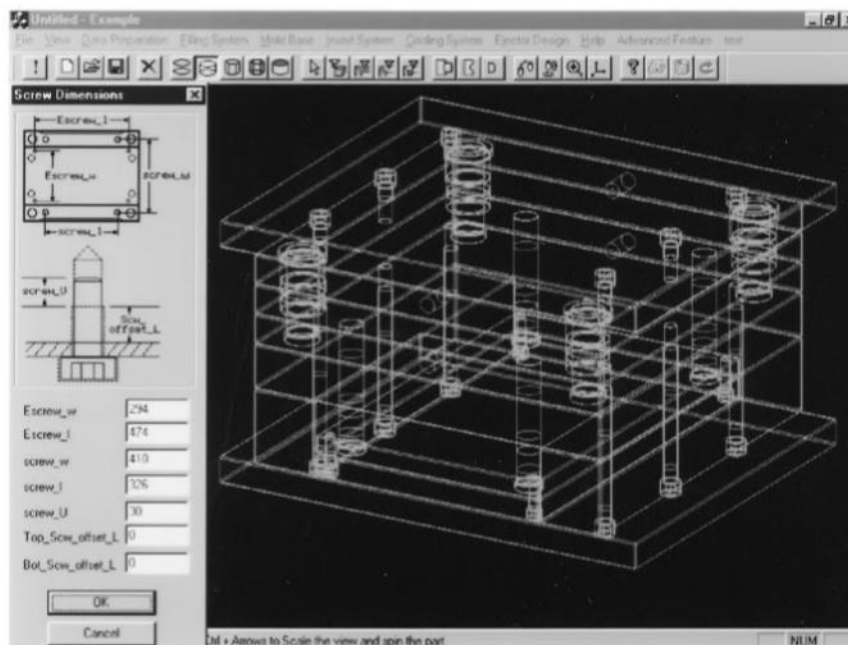 Untitled - Example
File View Data Preparation Filling System Mold Base Insert System Cooling System Ejector Design Help Advanced Feature test
Screw Dimensions
Escrew_l
Escrew_w
screw_w
screw_l
screw_U
Scw_
offset_L
Escrew_w 294
Escrew_l 474
screw_w 410
screw_l 326
screw_U 30
Top_Scw_offset_L 0
Bot_Scw_offset_L 0
OK
Cancel
Ctrl + Arrows to Scale the view and spin the part
NUM